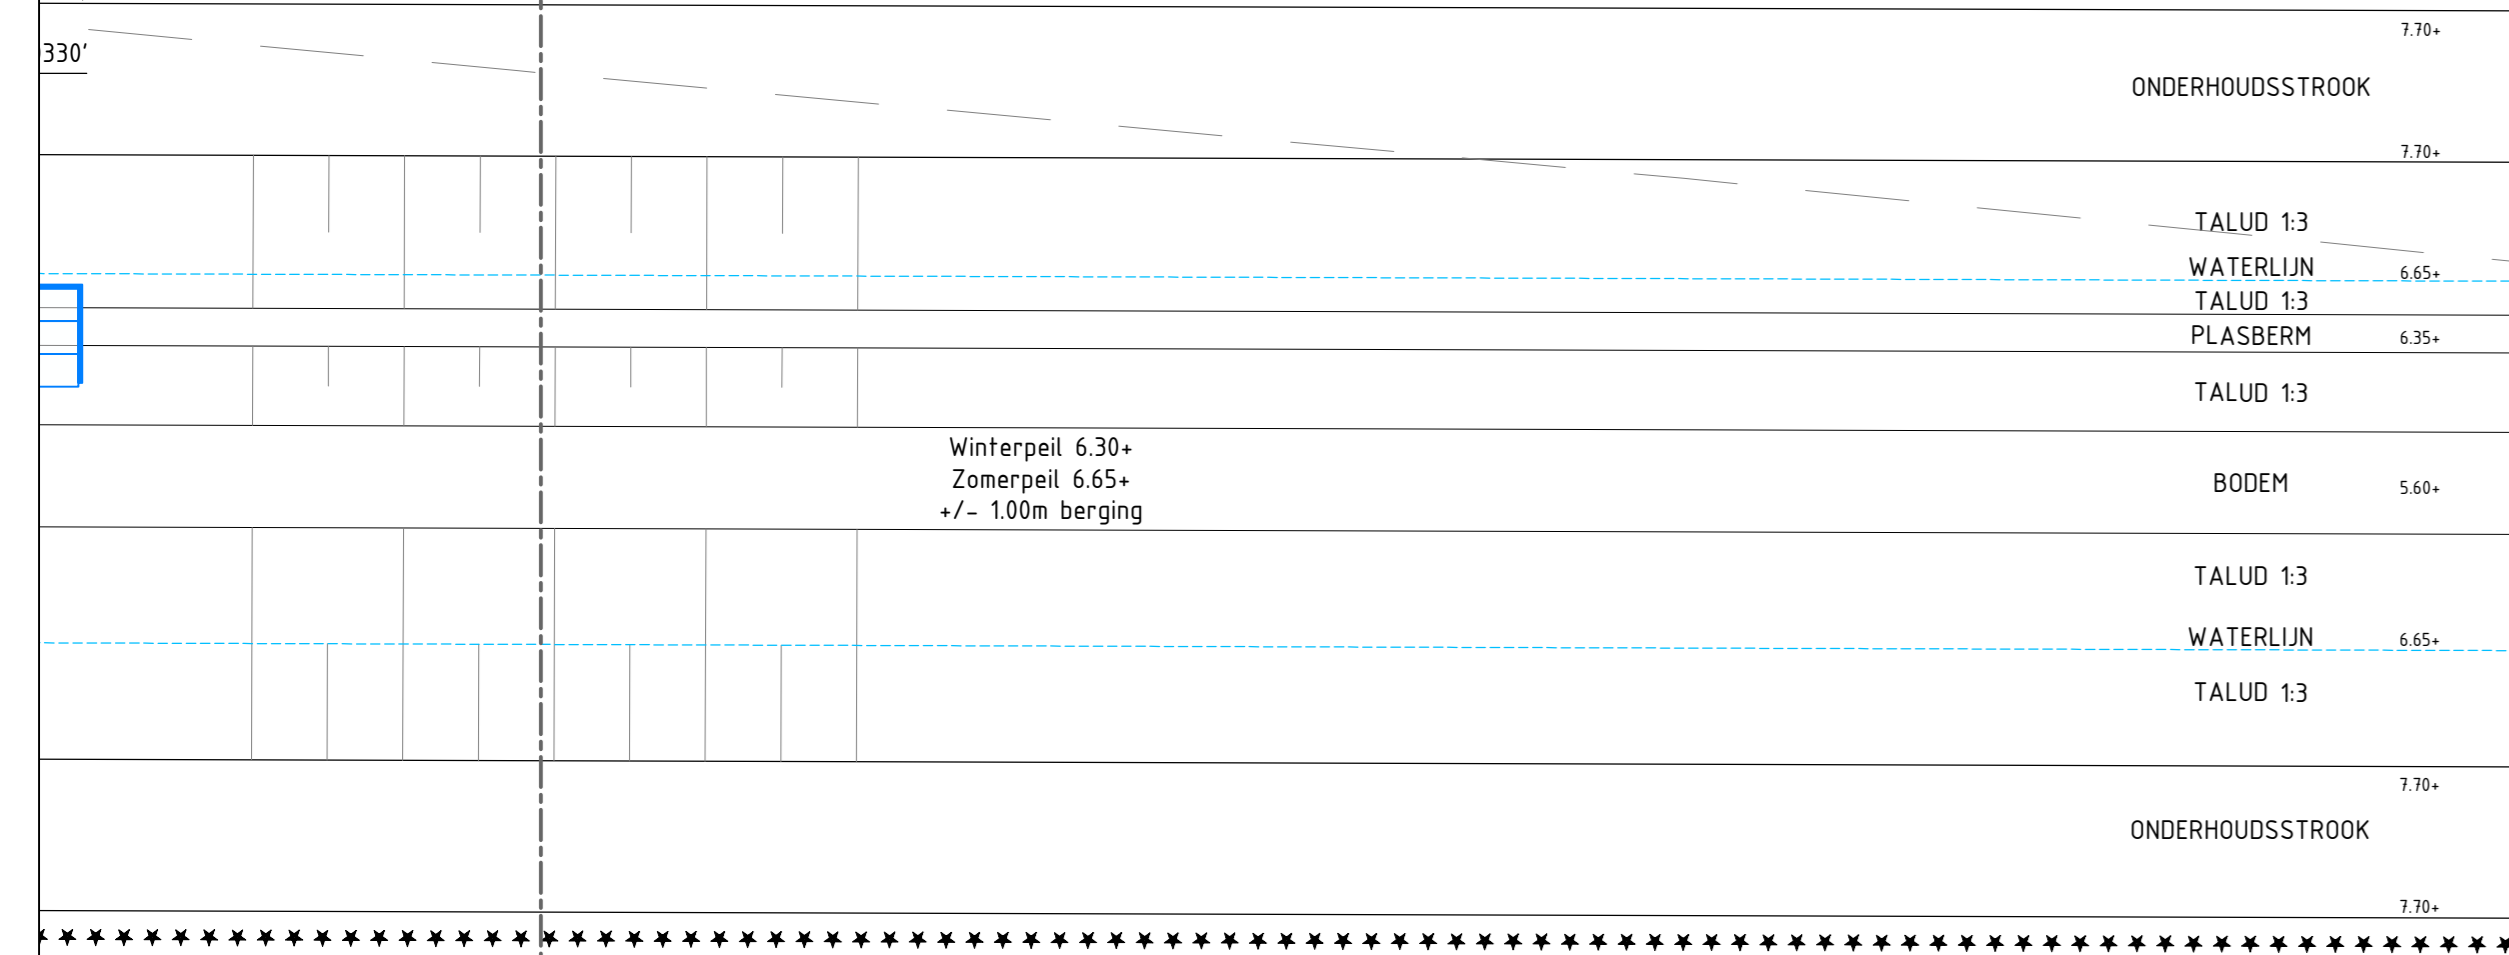 7.70+
330'
ONDERHOUDSSTROOK
7.70+
TALUD 1:3
WATERLIJN 6.65+
TALUD 1:3
PLASBERM 6.35+
TALUD 1:3
Winterpeil 6.30+
Zomerpeil 6.65+
+/- 1.00m berging
BODEM 5.60+
TALUD 1:3
WATERLIJN 6.65+
TALUD 1:3
7.70+
ONDERHOUDSSTROOK
7.70+